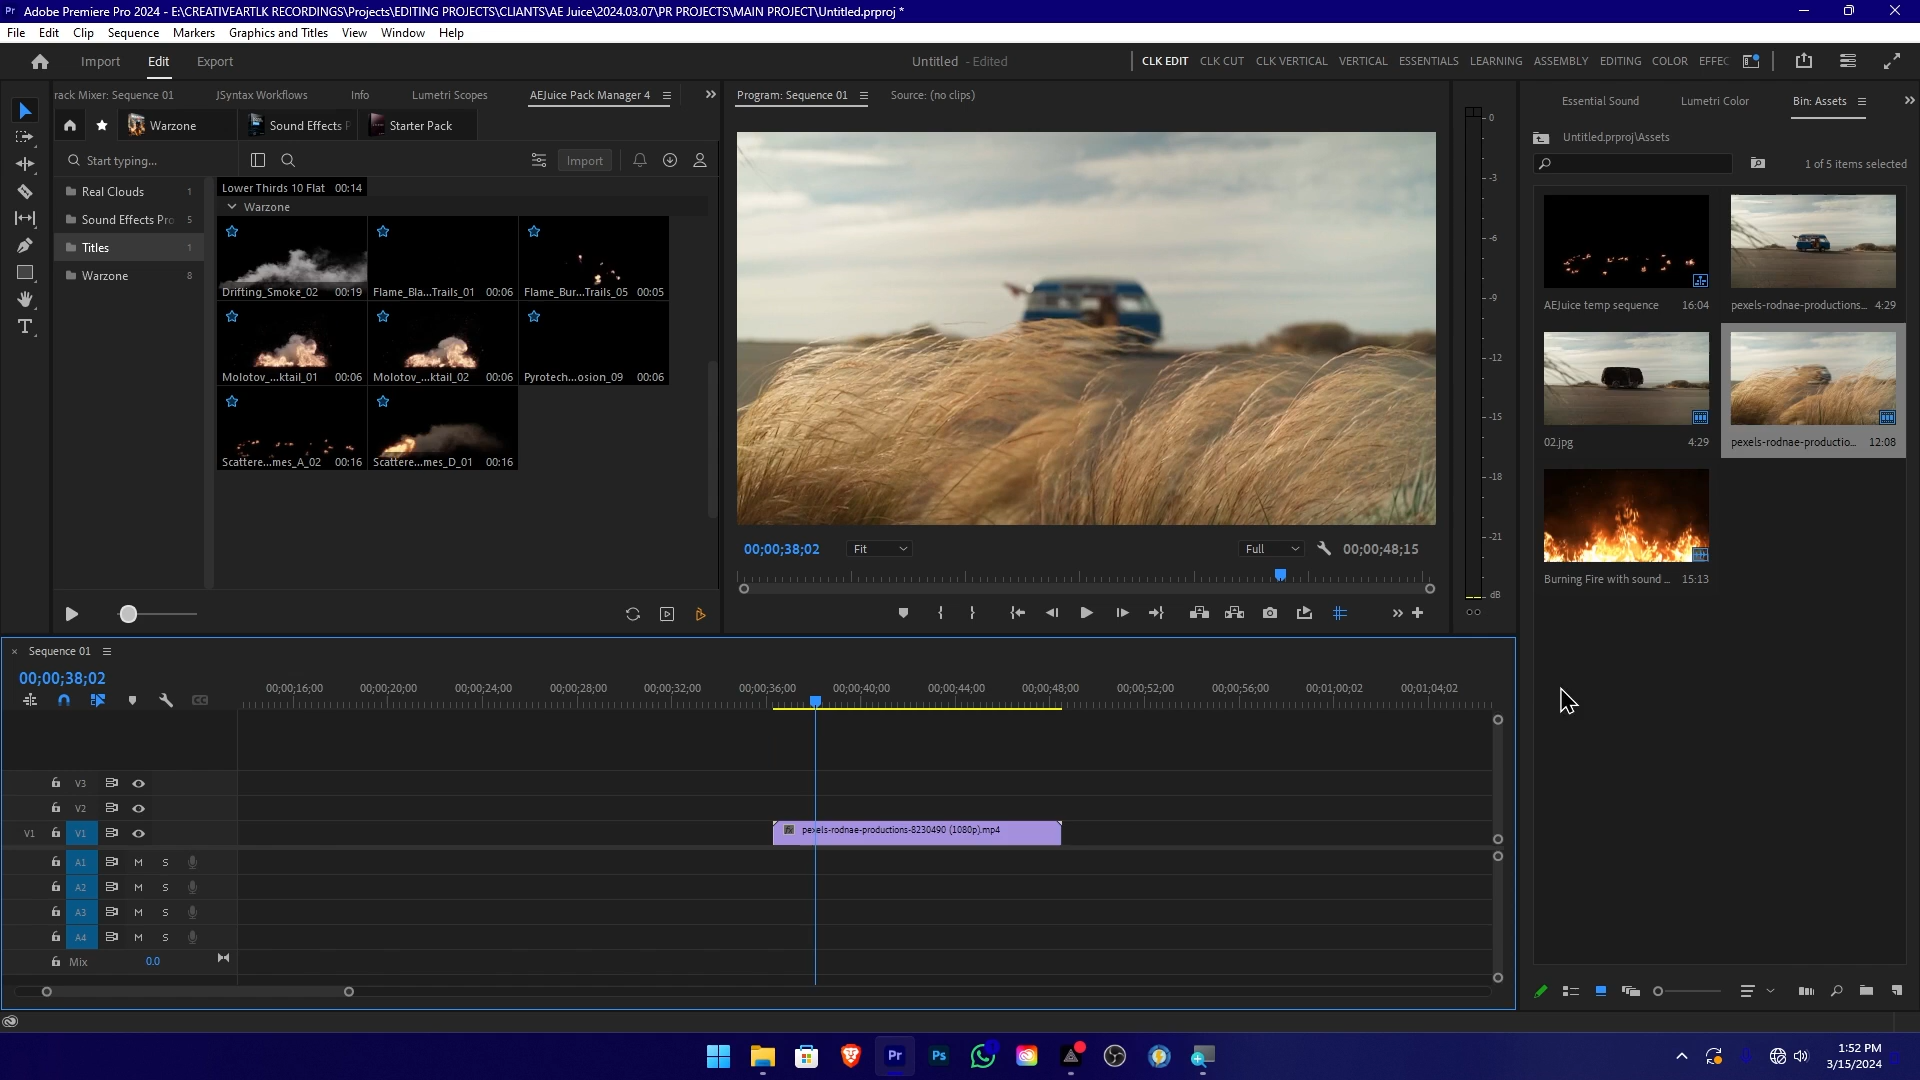 Pr Adobe Premiere Pro 2024 - E:\CREATIVEARTLK RECORDINGS\Projects\EDITING PROJECTS\CLIANTS\AE Juice\2024.03.07\PR PROJECTS\MAIN PROJECT\Untitled.prproj *
File Edit Clip Sequence Markers Graphics and Titles View Window Help
Import Edit Export
Untitled - Edited
CLK EDIT CLK CUT CLK VERTICAL VERTICAL ESSENTIALS LEARNING ASSEMBLY EDITING COLOR EFFEC
rack Mixer: Sequence 01 JSyntax Workflows Info Lumetri Scopes AEJuice Pack Manager 4
Warzone Sound Effects P Starter Pack
Start typing...
Import
Real Clouds 1
Sound Effects Pro 5
Titles 1
Warzone 8
Lower Thirds 10 Flat 00:14
Warzone
Drifting_Smoke_02 00:19 Flame_Bla...Trails_01 00:06 Flame_Bur...Trails_05 00:05
Molotov_...ktail_01 00:06 Molotov_...ktail_02 00:06 Pyrotech...osion_09 00:06
Scattere...mes_A_02 00:16 Scattere...mes_D_01 00:16
Program: Sequence 01 Source: (no clips)
00;00;38;02 Fit Full 00;00;48;15
0
-3
-6
-9
-12
-15
-18
-21
dB
Essential Sound Lumetri Color Bin: Assets
Untitled.prproj\Assets
1 of 5 items selected
AEJuice temp sequence 16:04 pexels-rodnae-productions... 4:29
02.jpg 4:29 pexels-rodnae-productio... 12:08
Burning Fire with sound ... 15:13
× Sequence 01
00;00;38;02
00;00;16;00 00;00;20;00 00;00;24;00 00;00;28;00 00;00;32;00 00;00;36;00 00;00;40;00 00;00;44;00 00;00;48;00 00;00;52;00 00;00;56;00 00;01;00;02 00;01;04;02
V3
V2
V1 V1
fx pexels-rodnae-productions-8230490 (1080p).mp4
A1 M S
A2 M S
A3 M S
A4 M S
Mix 0.0
Pr Ps
1:52 PM
3/15/2024